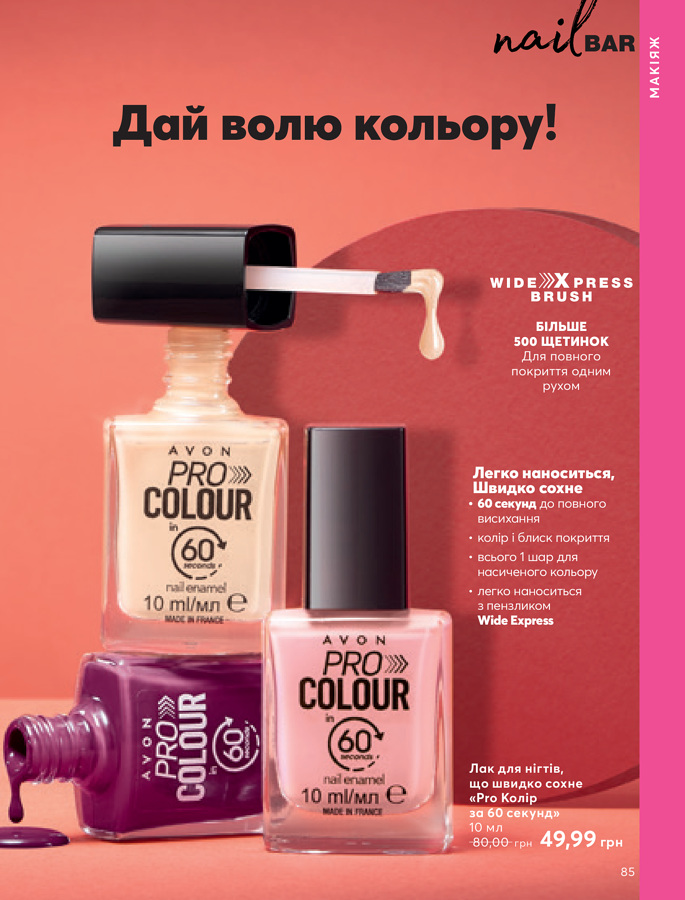 nail BAR
МАКІЯЖ
Дай волю кольору!
WIDE XPRESS
BRUSH
БІЛЬШЕ
500 ЩЕТИНОК
Для повного
покриття одним
рухом
AVON
PRO
COLOUR
in
60
seconds
nail enamel
10 ml/мл ℮
MADE IN FRANCE
Легко наноситься,
Швидко сохне
• 60 секунд до повного
висихання
• колір і блиск покриття
• всього 1 шар для
насиченого кольору
• легко наноситься
з пензликом
Wide Express
AVON
PRO
COLOUR
in
60
seconds
AVON
PRO
COLOUR
in
60
seconds
nail enamel
10 ml/мл ℮
MADE IN FRANCE
Лак для нігтів,
що швидко сохне
«Pro Колір
за 60 секунд»
10 мл
80,00 грн 49,99 грн
85